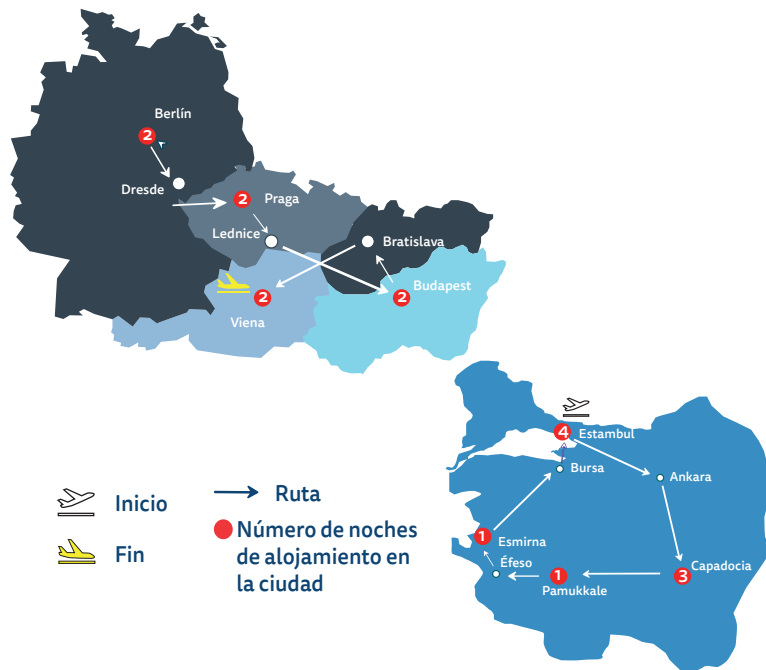 Berlín
2
Dresde
2
Praga
Lednice
Bratislava
2
Viena
2
Budapest
4
Estambul
Bursa
Ankara
1
Esmirna
Éfeso
1
Pamukkale
Capadocia
3
Inicio
Fin
Ruta
Número de noches
de alojamiento en
la ciudad